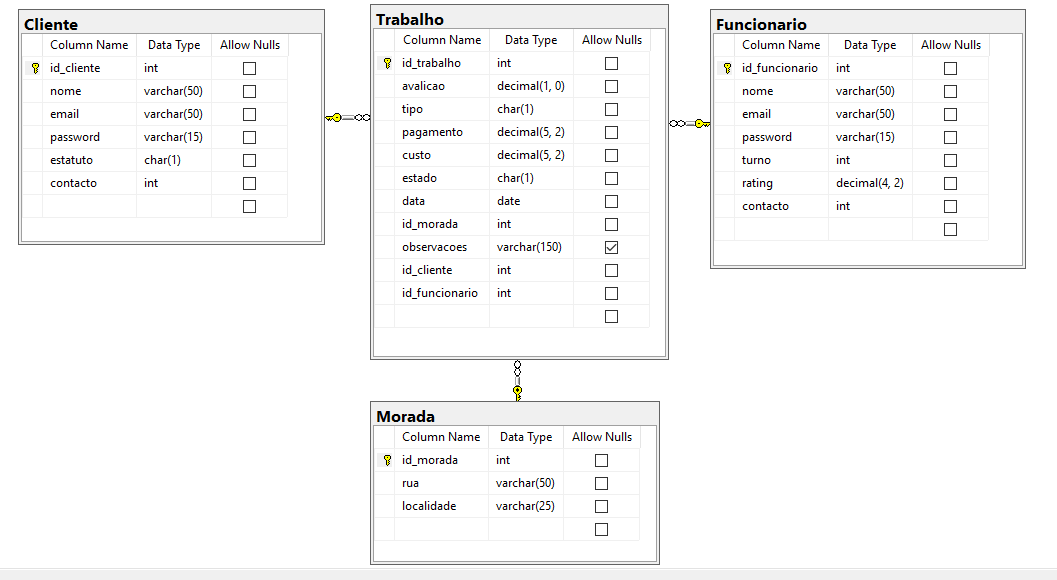 Cliente
Column Name Data Type Allow Nulls
id_cliente int
nome varchar(50)
email varchar(50)
password varchar(15)
estatuto char(1)
contacto int
Trabalho
Column Name Data Type Allow Nulls
id_trabalho int
avalicao decimal(1, 0)
tipo char(1)
pagamento decimal(5, 2)
custo decimal(5, 2)
estado char(1)
data date
id_morada int
observacoes varchar(150)
id_cliente int
id_funcionario int
Funcionario
Column Name Data Type Allow Nulls
id_funcionario int
nome varchar(50)
email varchar(50)
password varchar(15)
turno int
rating decimal(4, 2)
contacto int
Morada
Column Name Data Type Allow Nulls
id_morada int
rua varchar(50)
localidade varchar(25)